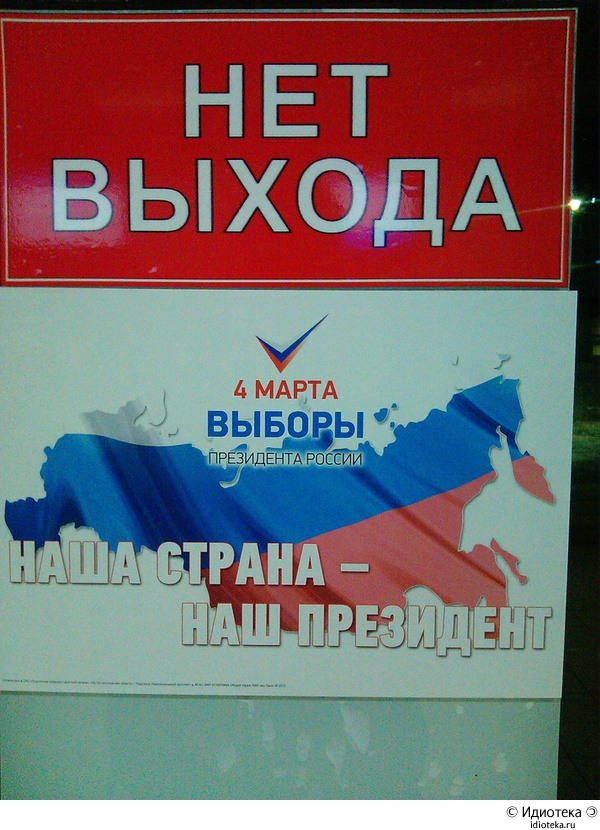 НЕТ
ВЫХОДА
4 МАРТА
ВЫБОРЫ
ПРЕЗИДЕНТА РОССИИ
НАША СТРАНА –
НАШ ПРЕЗИДЕНТ
© Идиотека
idioteka.ru